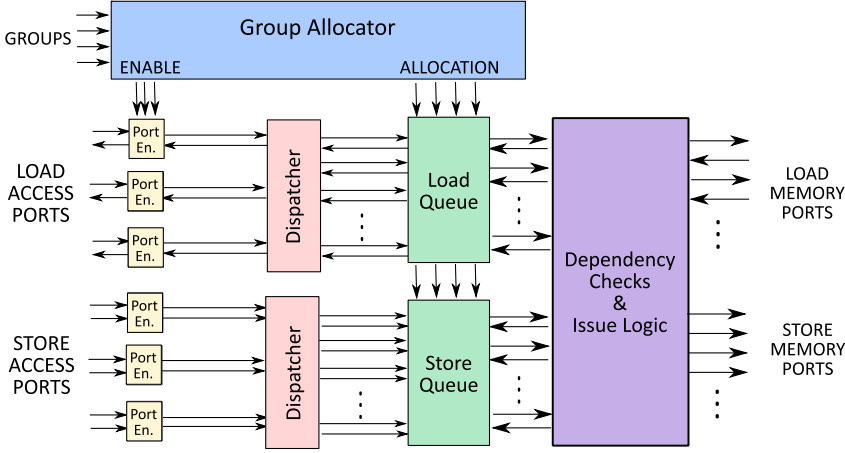 Group Allocator
GROUPS
ENABLE
ALLOCATION
Port
En.
Port
En.
Port
En.
LOAD
ACCESS
PORTS
Dispatcher
Load
Queue
LOAD
MEMORY
PORTS
Dependency
Checks
&
Issue Logic
Port
En.
Port
En.
Port
En.
STORE
ACCESS
PORTS
Dispatcher
Store
Queue
STORE
MEMORY
PORTS